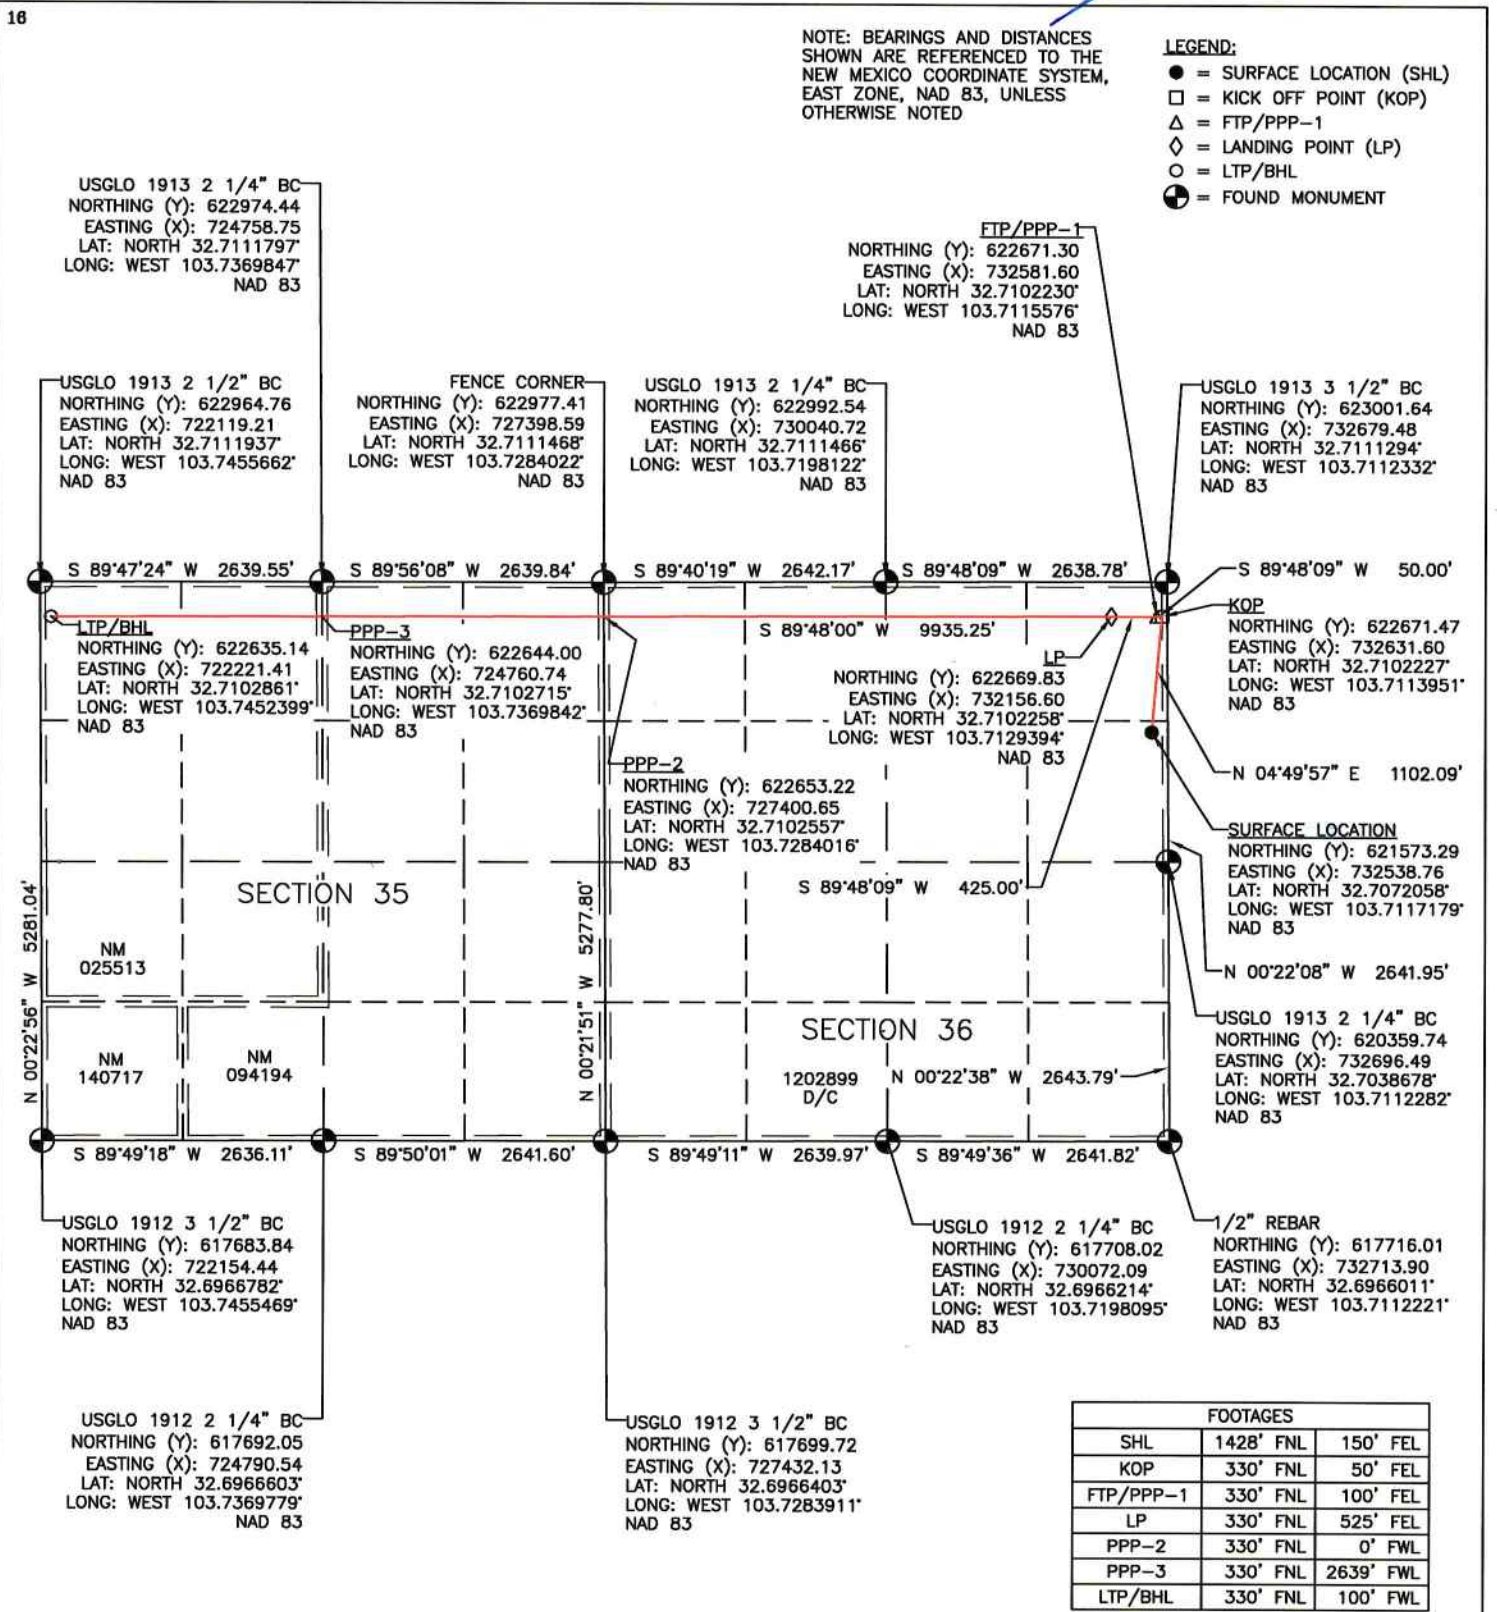 16
NOTE: BEARINGS AND DISTANCES
SHOWN ARE REFERENCED TO THE
NEW MEXICO COORDINATE SYSTEM,
EAST ZONE, NAD 83, UNLESS
OTHERWISE NOTED
LEGEND:
= SURFACE LOCATION (SHL)
= KICK OFF POINT (KOP)
= FTP/PPP-1
= LANDING POINT (LP)
= LTP/BHL
= FOUND MONUMENT
USGLO 1913 2 1/4" BC
NORTHING (Y): 622974.44
EASTING (X): 724758.75
LAT: NORTH 32.7111797°
LONG: WEST 103.7369847°
NAD 83
FTP/PPP-1
NORTHING (Y): 622671.30
EASTING (X): 732581.60
LAT: NORTH 32.7102230°
LONG: WEST 103.7115576°
NAD 83
USGLO 1913 2 1/2" BC
NORTHING (Y): 622964.76
EASTING (X): 722119.21
LAT: NORTH 32.7111937°
LONG: WEST 103.7455662°
NAD 83
FENCE CORNER
NORTHING (Y): 622977.41
EASTING (X): 727398.59
LAT: NORTH 32.7111468°
LONG: WEST 103.7284022°
NAD 83
USGLO 1913 2 1/4" BC
NORTHING (Y): 622992.54
EASTING (X): 730040.72
LAT: NORTH 32.7111466°
LONG: WEST 103.7198122°
NAD 83
USGLO 1913 3 1/2" BC
NORTHING (Y): 623001.64
EASTING (X): 732679.48
LAT: NORTH 32.7111294°
LONG: WEST 103.7112332°
NAD 83
S 89°47'24" W 2639.55'
S 89°56'08" W 2639.84'
S 89°40'19" W 2642.17'
S 89°48'09" W 2638.78'
S 89°48'09" W 50.00'
LTP/BHL
NORTHING (Y): 622635.14
EASTING (X): 722221.41
LAT: NORTH 32.7102861°
LONG: WEST 103.7452399°
NAD 83
PPP-3
NORTHING (Y): 622644.00
EASTING (X): 724760.74
LAT: NORTH 32.7102715°
LONG: WEST 103.7369842°
NAD 83
S 89°48'00" W 9935.25'
LP
NORTHING (Y): 622669.83
EASTING (X): 732156.60
LAT: NORTH 32.7102258°
LONG: WEST 103.7129394°
NAD 83
KOP
NORTHING (Y): 622671.47
EASTING (X): 732631.60
LAT: NORTH 32.7102227°
LONG: WEST 103.7113951°
NAD 83
PPP-2
NORTHING (Y): 622653.22
EASTING (X): 727400.65
LAT: NORTH 32.7102557°
LONG: WEST 103.7284016°
NAD 83
N 04°49'57" E 1102.09'
SURFACE LOCATION
NORTHING (Y): 621573.29
EASTING (X): 732538.76
LAT: NORTH 32.7072058°
LONG: WEST 103.7117179°
NAD 83
S 89°48'09" W 425.00'
SECTION 35
N 00°22'56" W 5281.04'
N 00°21'51" W 5277.80'
NM
025513
N 00°22'08" W 2641.95'
USGLO 1913 2 1/4" BC
NORTHING (Y): 620359.74
EASTING (X): 732696.49
LAT: NORTH 32.7038678°
LONG: WEST 103.7112282°
NAD 83
SECTION 36
NM
140717
NM
094194
1202899
D/C
N 00°22'38" W 2643.79'
S 89°49'18" W 2636.11'
S 89°50'01" W 2641.60'
S 89°49'11" W 2639.97'
S 89°49'36" W 2641.82'
USGLO 1912 3 1/2" BC
NORTHING (Y): 617683.84
EASTING (X): 722154.44
LAT: NORTH 32.6966782°
LONG: WEST 103.7455469°
NAD 83
USGLO 1912 2 1/4" BC
NORTHING (Y): 617708.02
EASTING (X): 730072.09
LAT: NORTH 32.6966214°
LONG: WEST 103.7198095°
NAD 83
1/2" REBAR
NORTHING (Y): 617716.01
EASTING (X): 732713.90
LAT: NORTH 32.6966011°
LONG: WEST 103.7112221°
NAD 83
USGLO 1912 2 1/4" BC
NORTHING (Y): 617692.05
EASTING (X): 724790.54
LAT: NORTH 32.6966603°
LONG: WEST 103.7369779°
NAD 83
USGLO 1912 3 1/2" BC
NORTHING (Y): 617699.72
EASTING (X): 727432.13
LAT: NORTH 32.6966403°
LONG: WEST 103.7283911°
NAD 83
FOOTAGES
SHL 1428' FNL 150' FEL
KOP 330' FNL 50' FEL
FTP/PPP-1 330' FNL 100' FEL
LP 330' FNL 525' FEL
PPP-2 330' FNL 0' FWL
PPP-3 330' FNL 2639' FWL
LTP/BHL 330' FNL 100' FWL